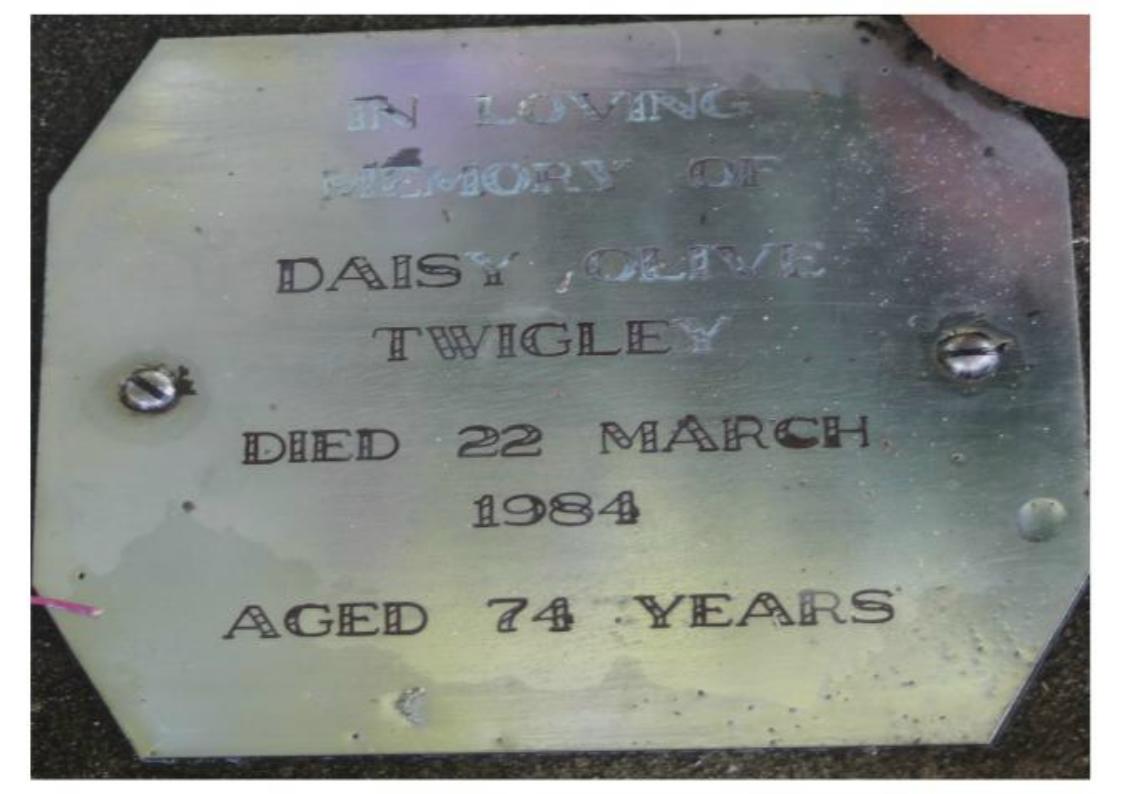 IN LOVING
MEMORY OF
DAISY OLIVE
TWIGLEY
DIED 22 MARCH
1984
AGED 74 YEARS